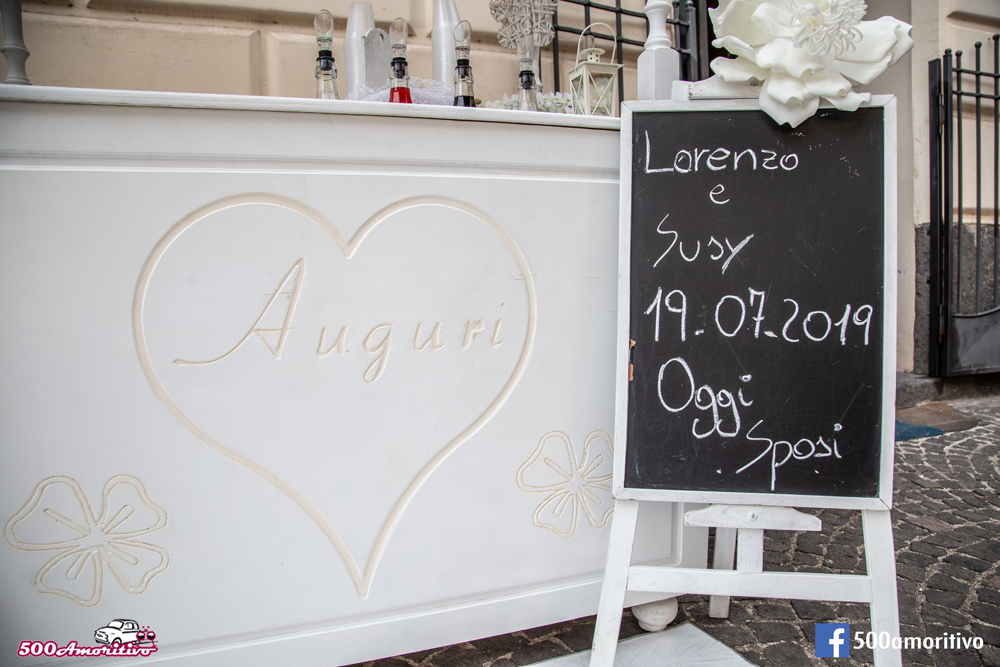 Auguri
Lorenzo
e
Susy
19.07.2019
Oggi
Sposi
500Amoritivo
f 500amoritivo